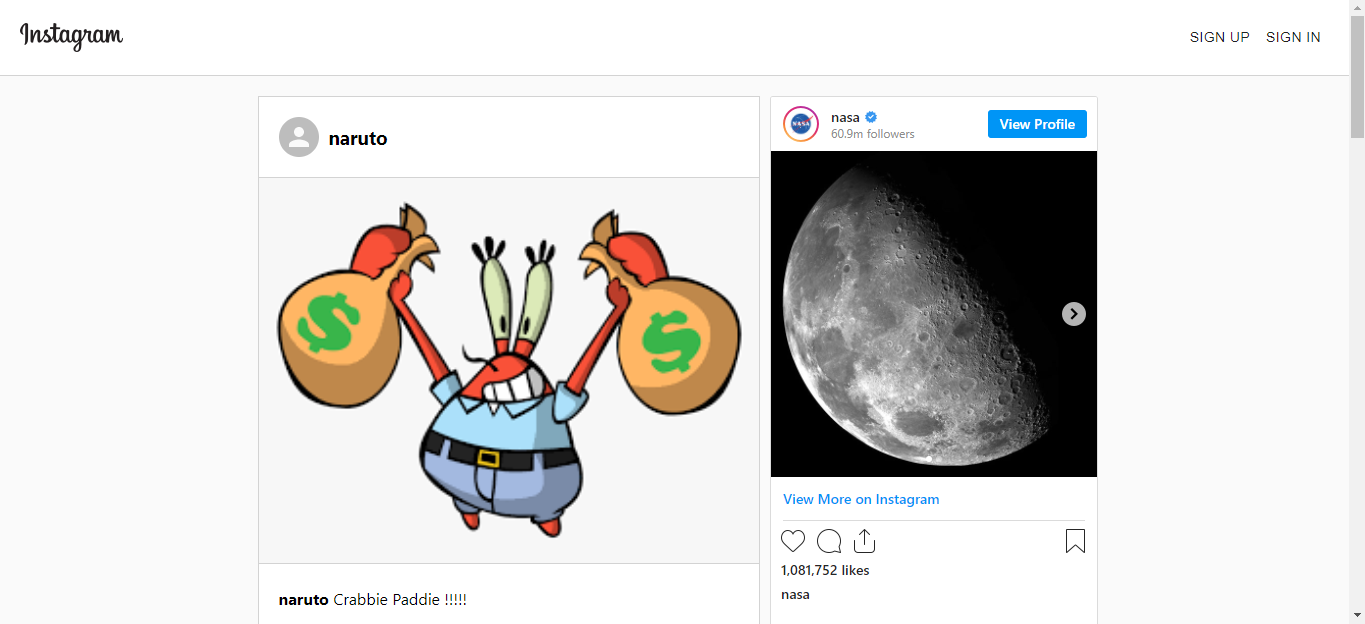 Instagram
SIGN UP SIGN IN
naruto
$ $
naruto Crabbie Paddie !!!!!
NASA
nasa
60.9m followers
View Profile
View More on Instagram
1,081,752 likes
nasa